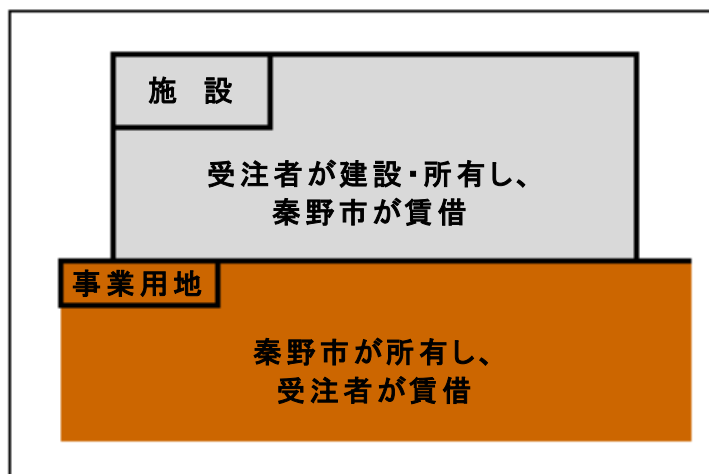 施　設
受注者が建設・所有し、
秦野市が賃借
事業用地
秦野市が所有し、
受注者が賃借